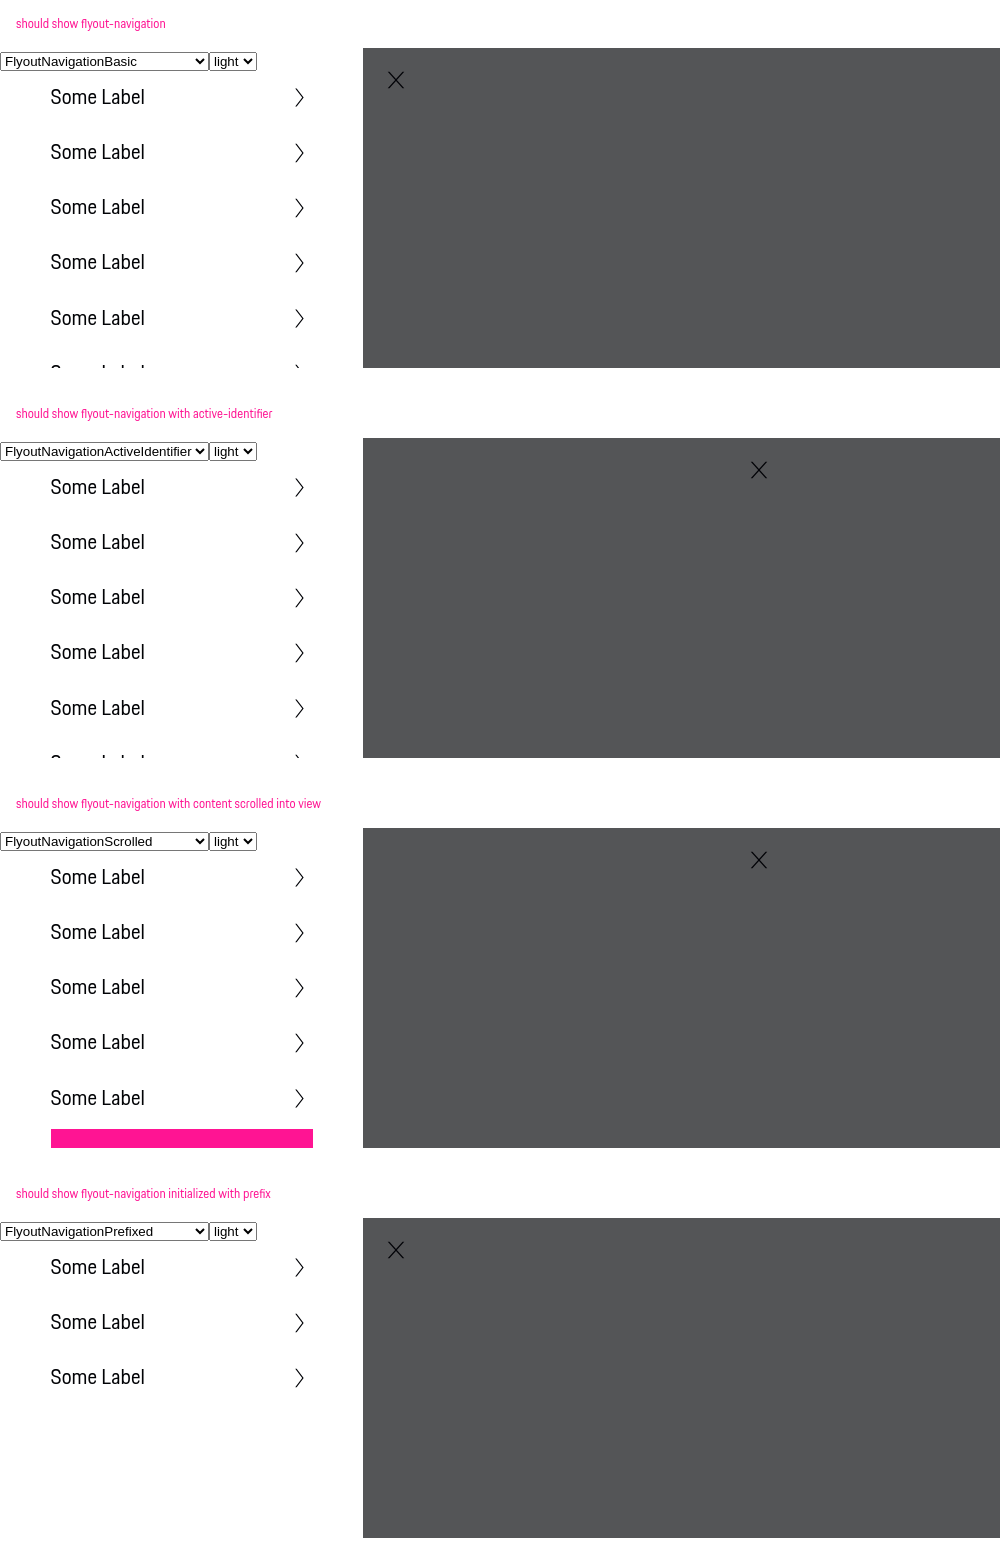 should show flyout-navigation
FlyoutNavigationBasic light
Some Label
Some Label
Some Label
Some Label
Some Label
should show flyout-navigation with active-identifier
FlyoutNavigationActiveIdentifier light
Some Label
Some Label
Some Label
Some Label
Some Label
should show flyout-navigation with content scrolled into view
FlyoutNavigationScrolled light
Some Label
Some Label
Some Label
Some Label
Some Label
should show flyout-navigation initialized with prefix
FlyoutNavigationPrefixed light
Some Label
Some Label
Some Label